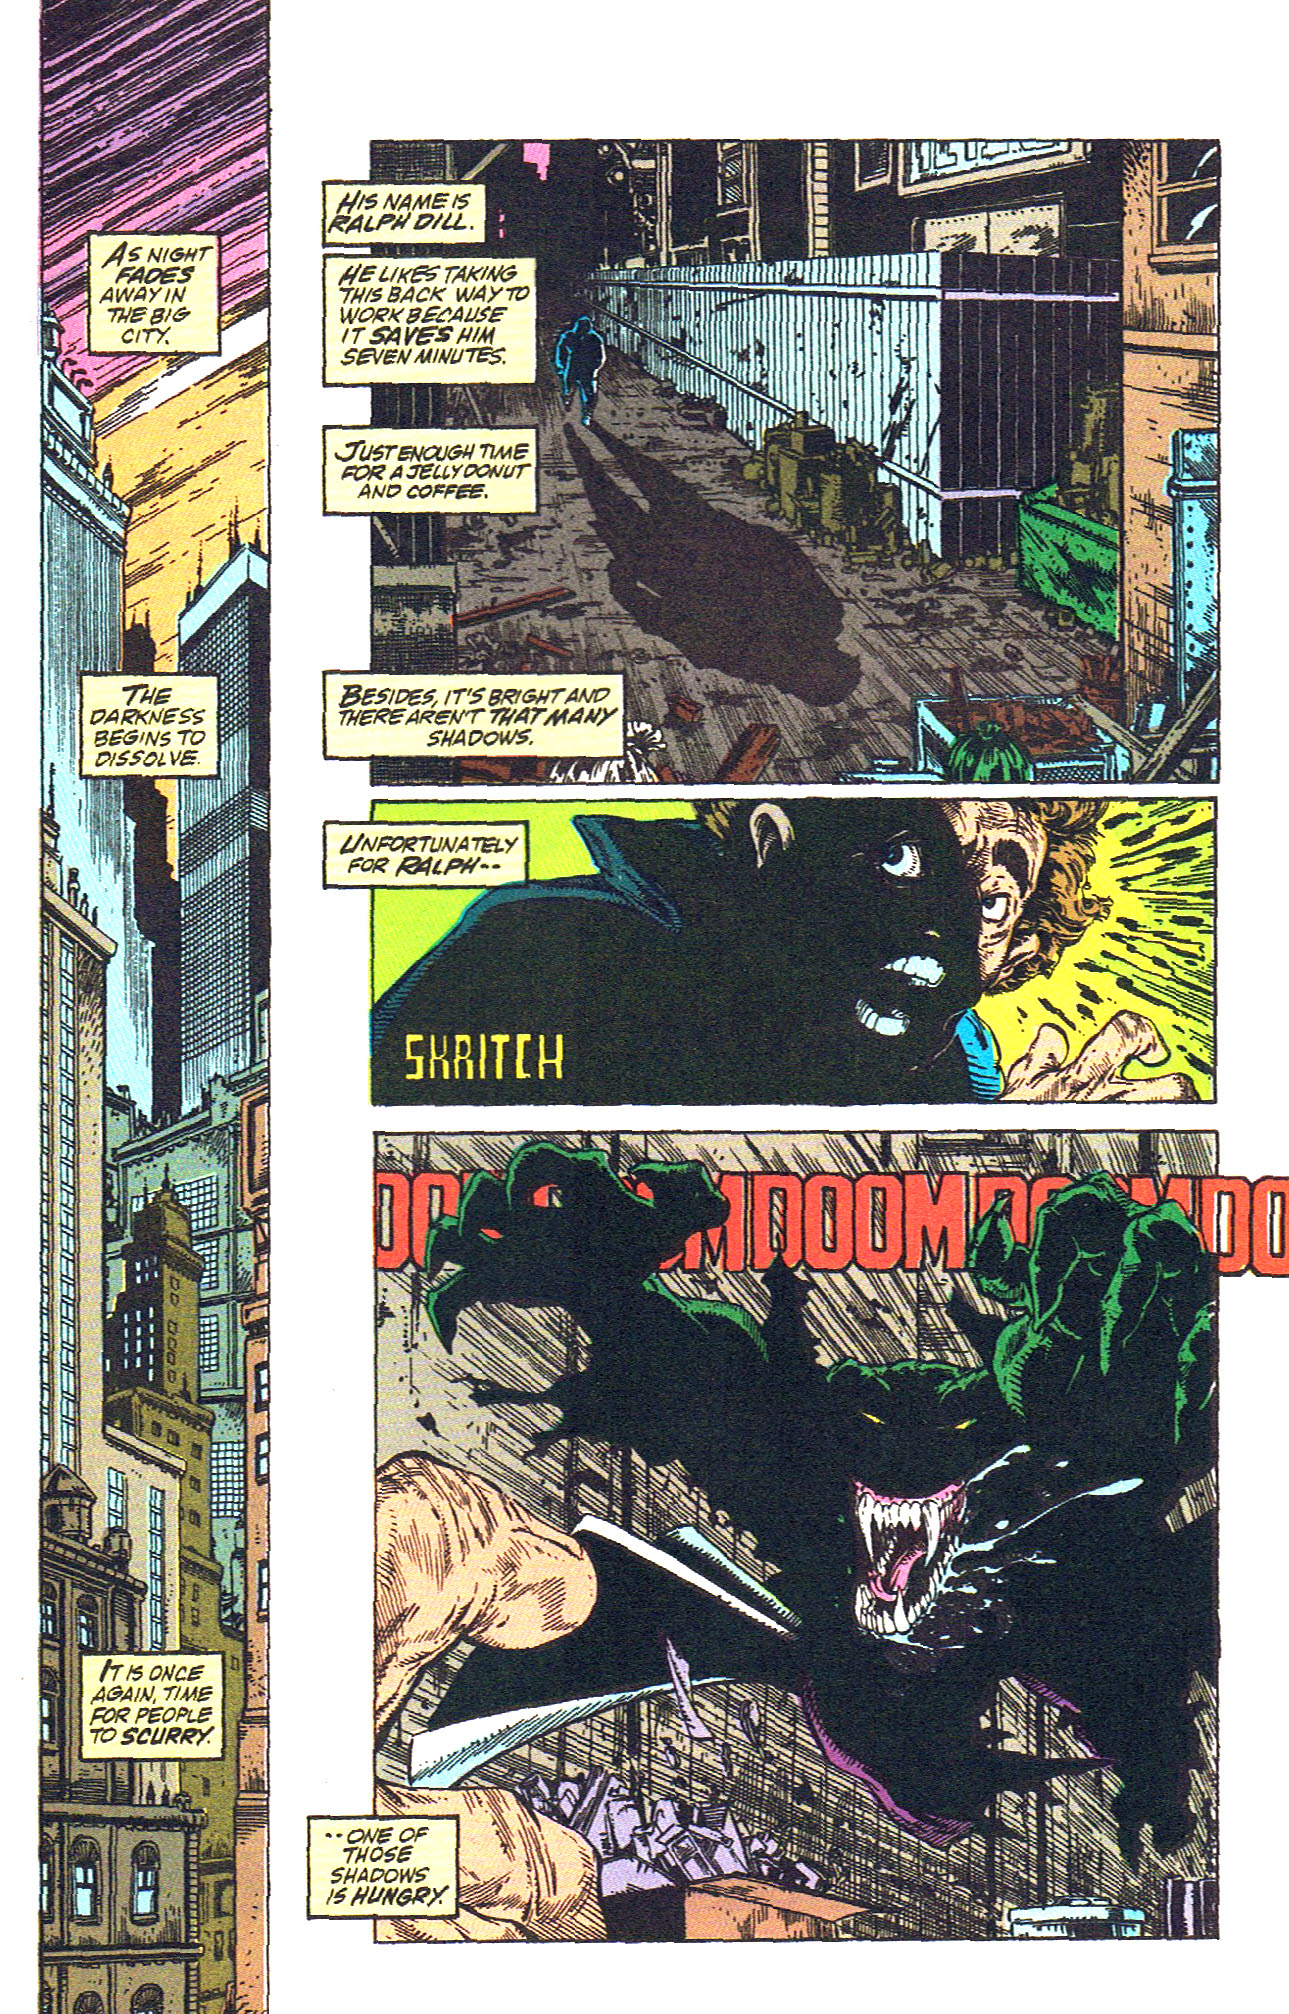 AS NIGHT
FADES
AWAY IN
THE BIG
CITY.
THE
DARKNESS
BEGINS TO
DISSOLVE.
IT IS ONCE
AGAIN, TIME
FOR PEOPLE
TO SCURRY.
HIS NAME IS
RALPH DILL.
HE LIKES TAKING
THIS BACK WAY TO
WORK BECAUSE
IT SAVES HIM
SEVEN MINUTES.
JUST ENOUGH TIME
FOR A JELLY DONUT
AND COFFEE.
BESIDES, IT'S BRIGHT AND
THERE AREN'T THAT MANY
SHADOWS.
UNFORTUNATELY
FOR RALPH--
SKRITCH
DOOMDOOMDOOMDOO
--ONE OF
THOSE
SHADOWS
IS HUNGRY.